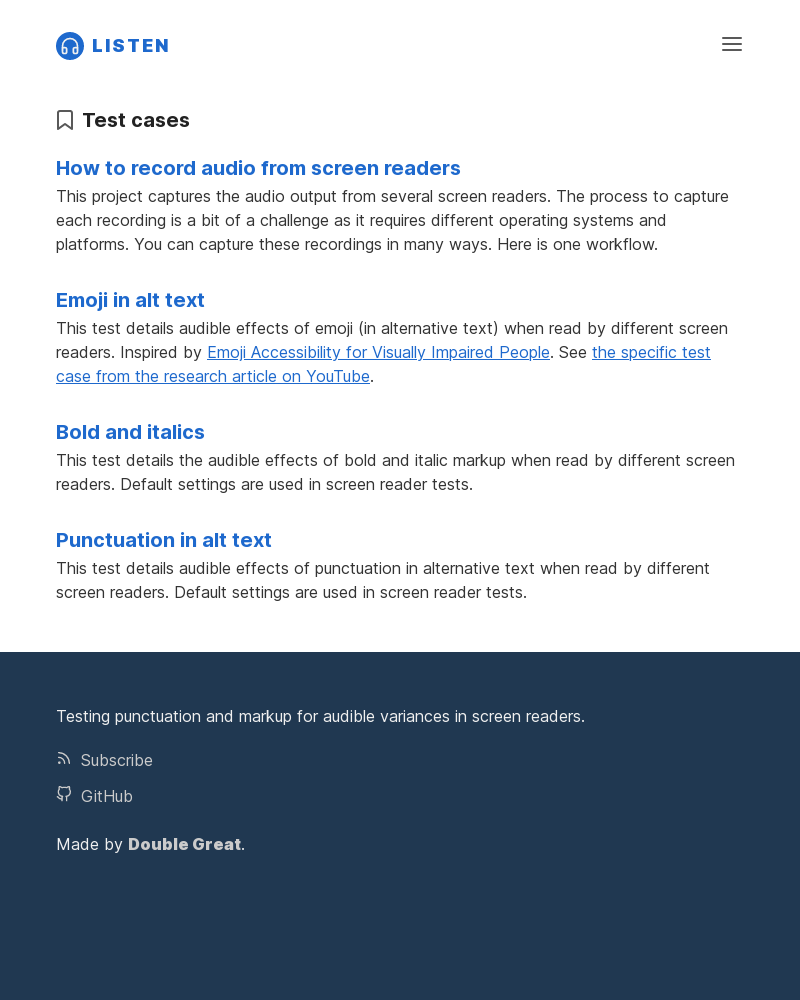 LISTEN
Test cases
How to record audio from screen readers
This project captures the audio output from several screen readers. The process to capture
each recording is a bit of a challenge as it requires different operating systems and
platforms. You can capture these recordings in many ways. Here is one workflow.
Emoji in alt text
This test details audible effects of emoji (in alternative text) when read by different screen
readers. Inspired by Emoji Accessibility for Visually Impaired People. See the specific test
case from the research article on YouTube.
Bold and italics
This test details the audible effects of bold and italic markup when read by different screen
readers. Default settings are used in screen reader tests.
Punctuation in alt text
This test details audible effects of punctuation in alternative text when read by different
screen readers. Default settings are used in screen reader tests.
Testing punctuation and markup for audible variances in screen readers.
Subscribe
GitHub
Made by Double Great.